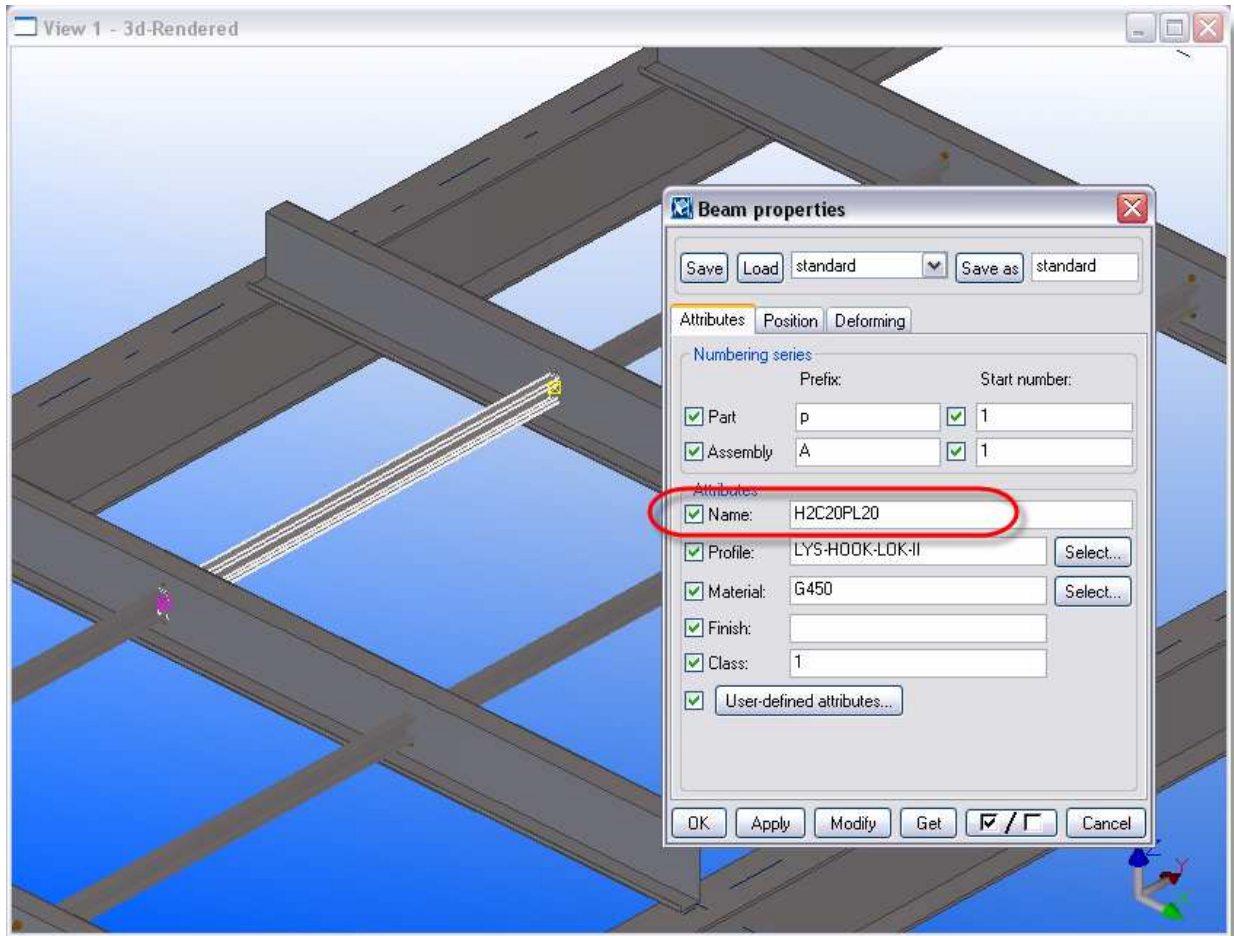 View 1 - 3d-Rendered
Beam properties
Save Load standard Save as standard
Attributes Position Deforming
Numbering series
Prefix: Start number:
Part p 1
Assembly A 1
Attributes
Name: H2C20PL20
Profile: LYS-HOOK-LOK-II Select...
Material: G450 Select...
Finish:
Class: 1
User-defined attributes...
OK Apply Modify Get / Cancel
Z
Y
X